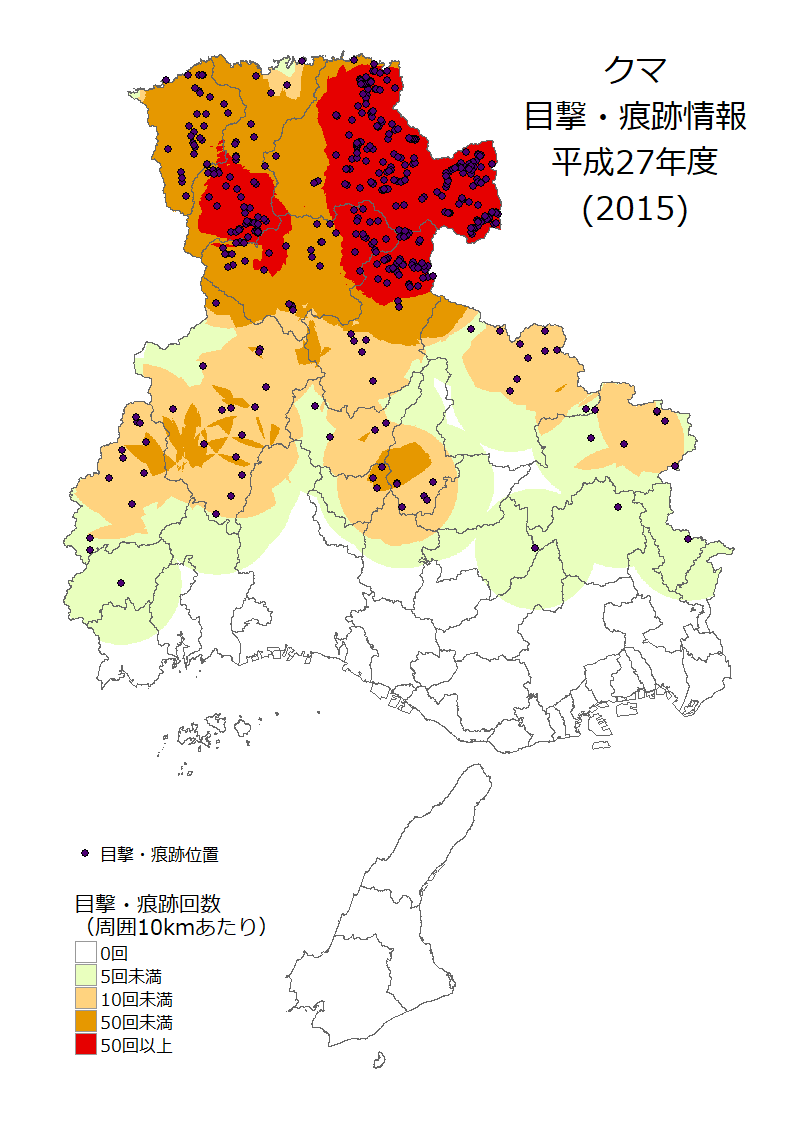 クマ
目撃・痕跡情報
平成27年度
(2015)
目撃・痕跡位置
目撃・痕跡回数
（周囲10kmあたり）
0回
5回未満
10回未満
50回未満
50回以上